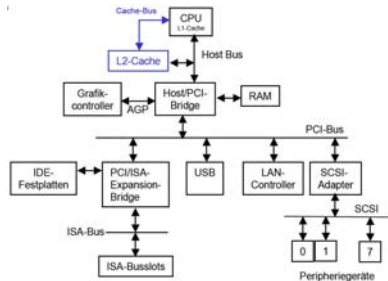 Cache-Bus
CPU
L1-Cache
L2-Cache
Host Bus
Grafik-
controller
AGP
Host/PCI-
Bridge
RAM
PCI-Bus
IDE-
Festplatten
PCI/ISA-
Expansion-
Bridge
USB
LAN-
Controller
SCSI-
Adapter
SCSI
ISA-Bus
0
1
7
ISA-Busslots
Peripheriegeräte